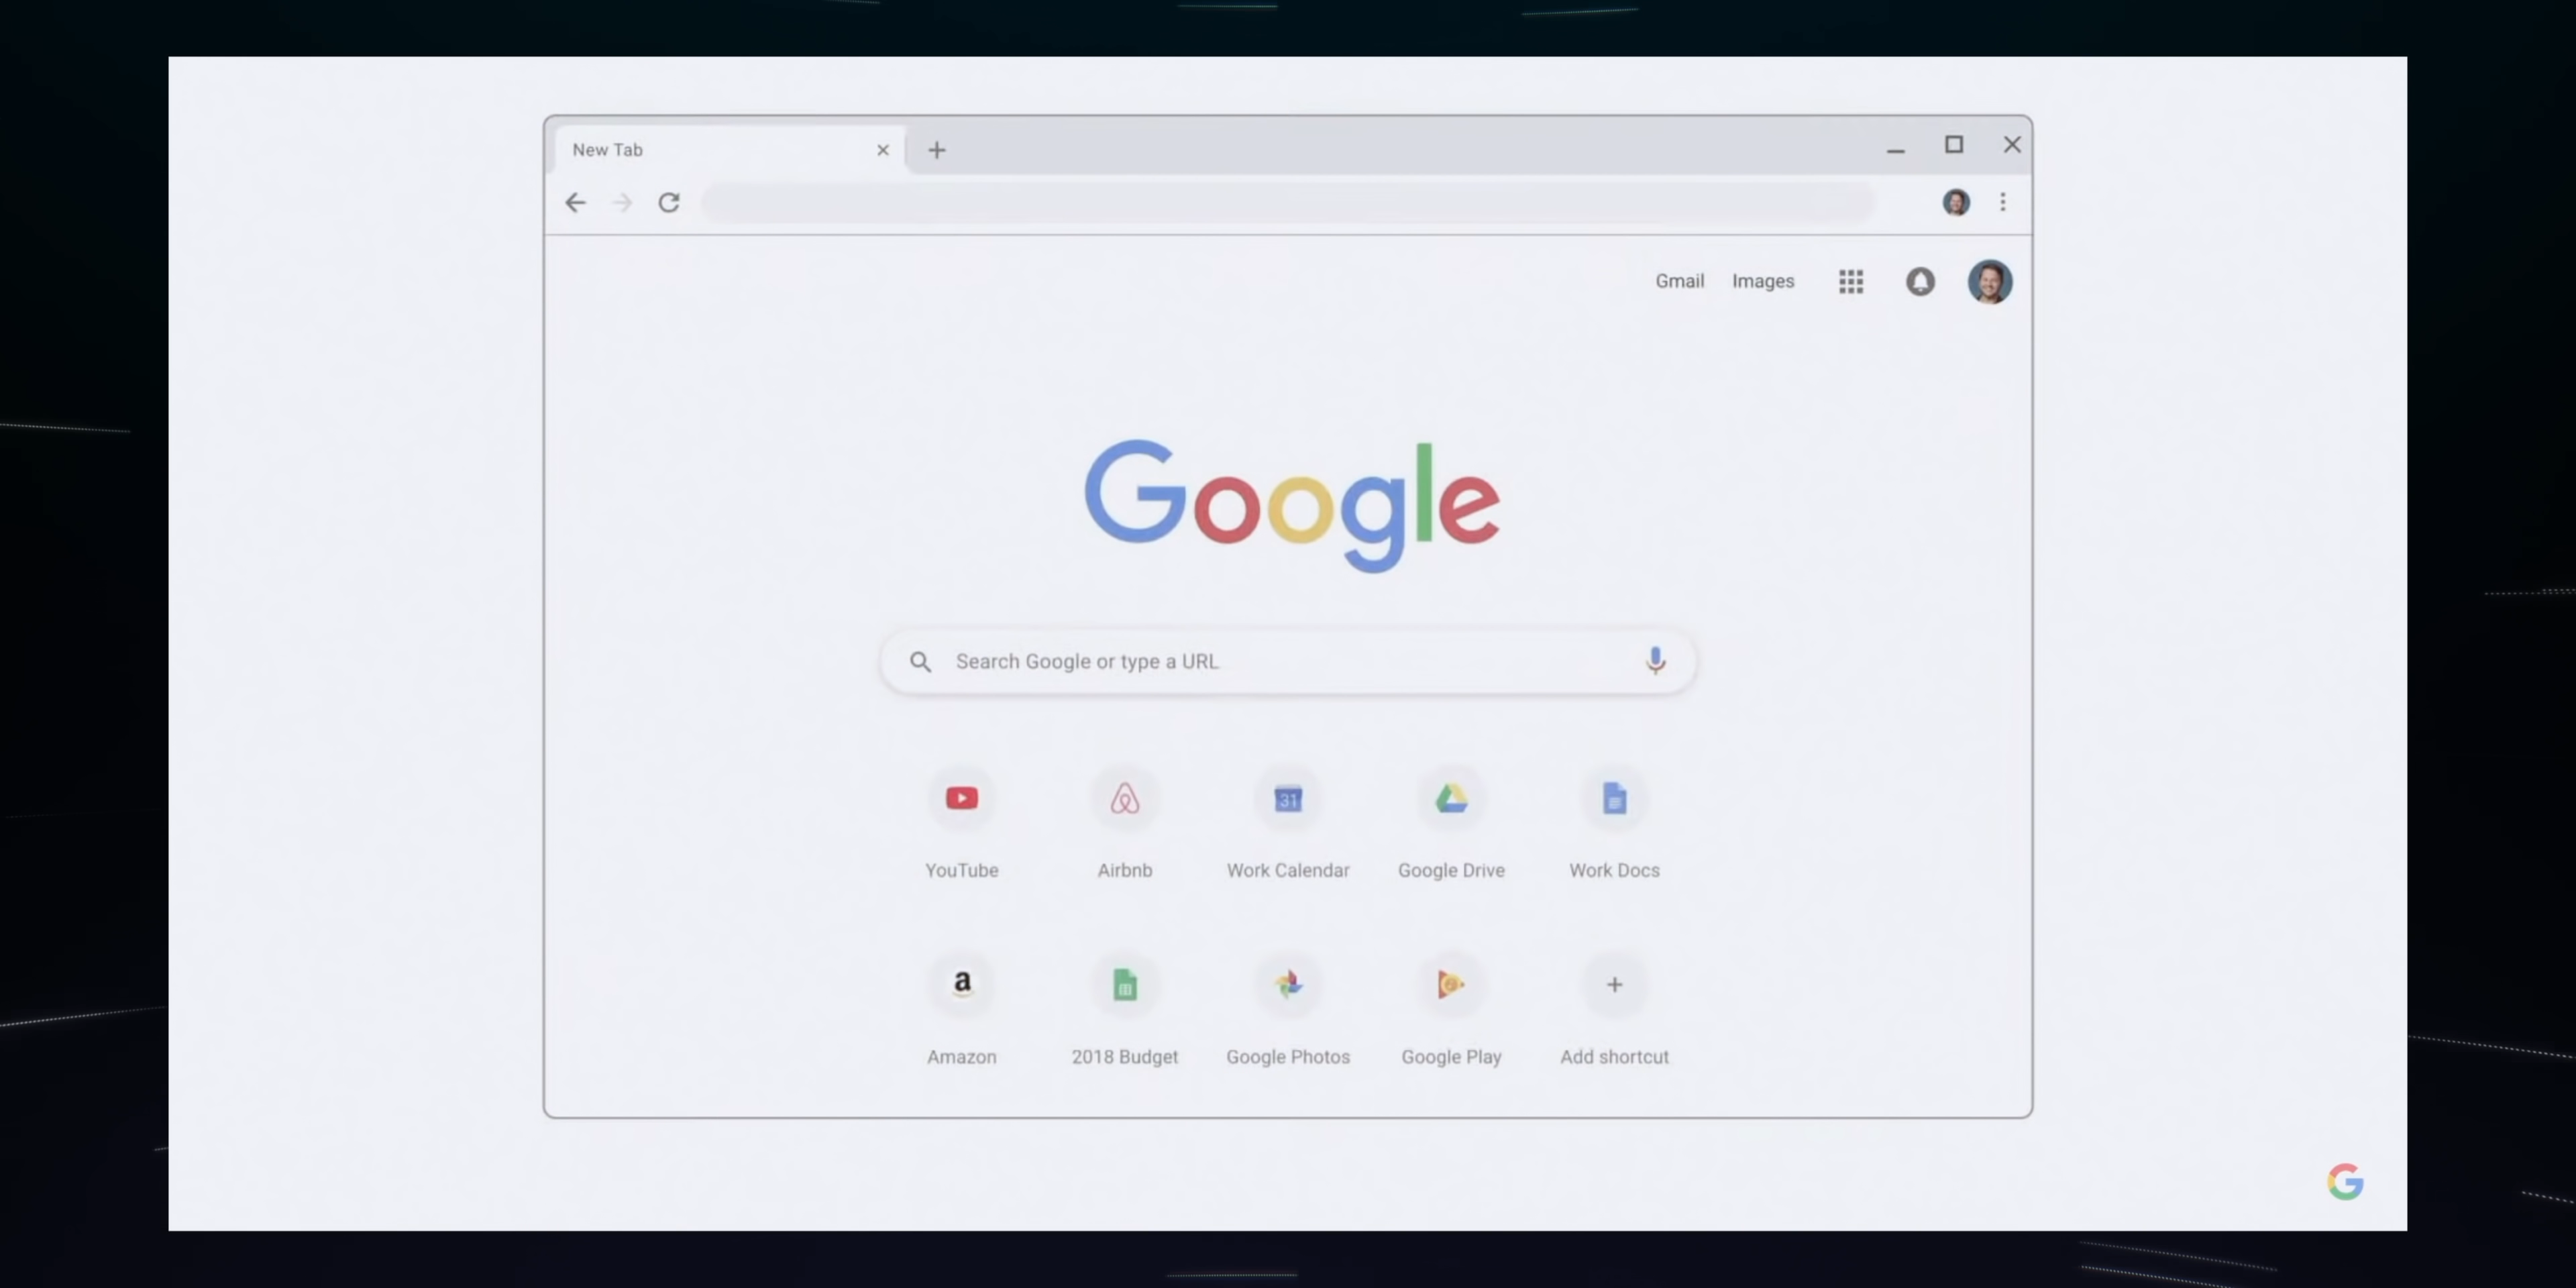 New Tab
Gmail Images
Google
Search Google or type a URL
31
YouTube Airbnb Work Calendar Google Drive Work Docs
a
Amazon 2018 Budget Google Photos Google Play Add shortcut
G